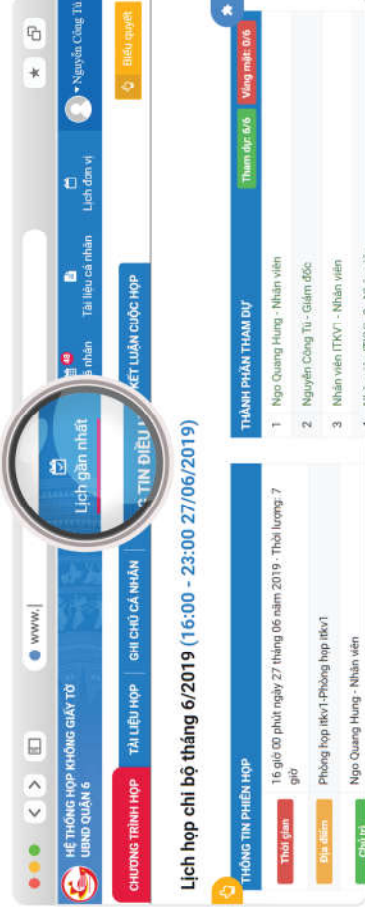 www.|
HỆ THỐNG HỌP KHÔNG GIẤY TỜ
UBND QUẬN 6
Lịch gần nhất
á nhân
48
Tài liệu cá nhân
Lịch đơn vị
Nguyễn Công Tú
CHƯƠNG TRÌNH HỌP
TÀI LIỆU HỌP
GHI CHÚ CÁ NHÂN
G TIN ĐIỀU H
KẾT LUẬN CUỘC HỌP
Biểu quyết
Lịch họp chi bộ tháng 6/2019 (16:00 - 23:00 27/06/2019)
THÔNG TIN PHIÊN HỌP
Thời gian
16 giờ 00 phút ngày 27 tháng 06 năm 2019 - Thời lượng: 7
giờ
Địa điểm
Phòng họp itkv1-Phòng họp itkv1
Chủ trì
Ngo Quang Hung - Nhân viên
THÀNH PHẦN THAM DỰ
Tham dự: 6/6
Vắng mặt: 0/6
1 Ngo Quang Hung - Nhân viên
2 Nguyễn Công Tú - Giám đốc
3 Nhân viên ITKV1 - Nhân viên